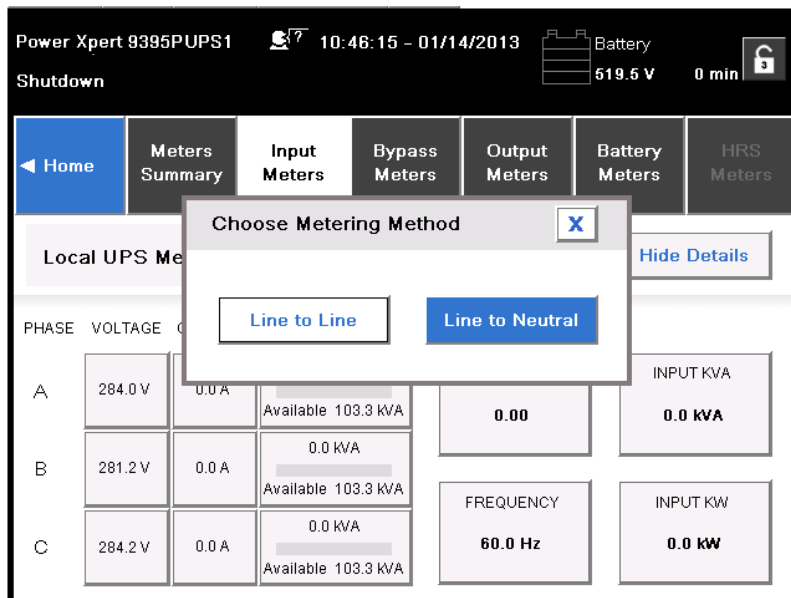 Power Xpert 9395PUPS1 ? 10:46:15 - 01/14/2013 Battery
Shutdown 519.5 V 0 min 3
◀ Home
Meters Summary
Input Meters
Bypass Meters
Output Meters
Battery Meters
HRS Meters
Choose Metering Method X
Local UPS Me
Hide Details
Line to Line
Line to Neutral
PHASE VOLTAGE
A 284.0 V 0.0 A
Available 103.3 kVA
0.00
INPUT KVA
0.0 kVA
B 281.2 V 0.0 A
0.0 kVA
Available 103.3 kVA
C 284.2 V 0.0 A
0.0 kVA
Available 103.3 kVA
FREQUENCY
60.0 Hz
INPUT KW
0.0 kW